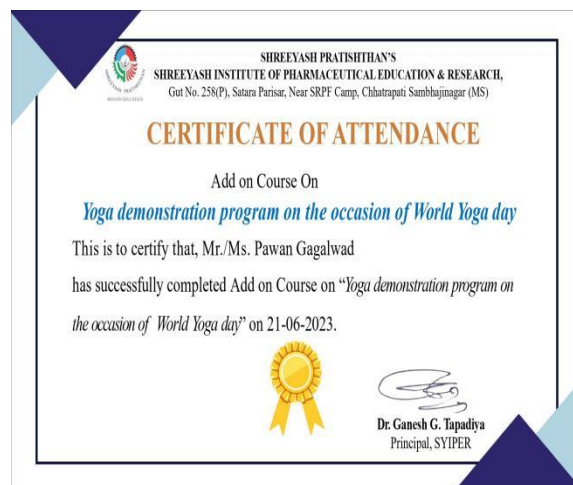 SHREEYASH PRATISHTHAN'S
SHREEYASH INSTITUTE OF PHARMACEUTICAL EDUCATION & RESEARCH,
Gut No. 258(P), Satara Parisar, Near SRPF Camp, Chhatrapati Sambhajinagar (MS)
CERTIFICATE OF ATTENDANCE
Add on Course On
Yoga demonstration program on the occasion of World Yoga day
This is to certify that, Mr./Ms. Pawan Gagalwad
has successfully completed Add on Course on “Yoga demonstration program on
the occasion of World Yoga day” on 21-06-2023.
Dr. Ganesh G. Tapadiya
Principal, SYIPER